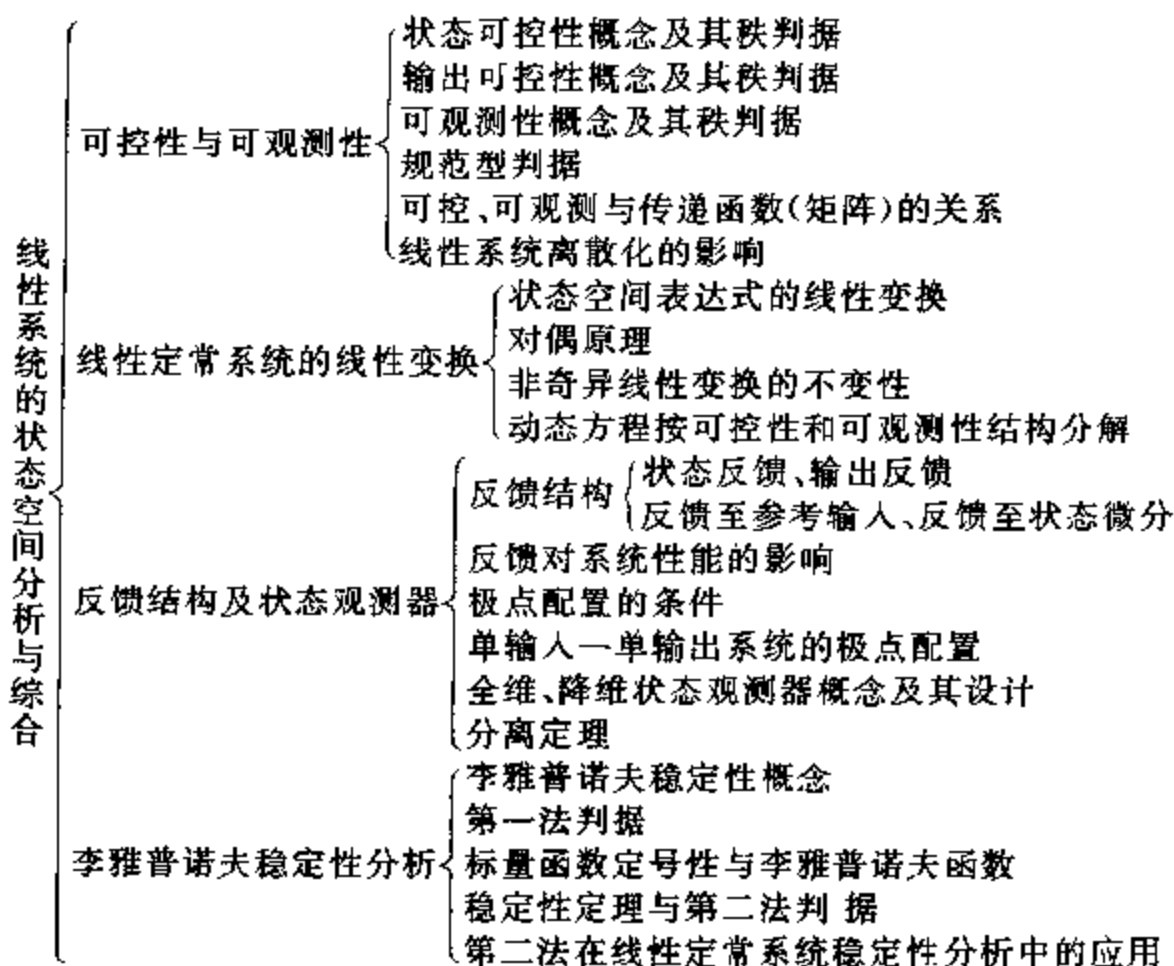 线性系统的状态空间分析与综合
可控性与可观测性
状态可控性概念及其秩判据
输出可控性概念及其秩判据
可观测性概念及其秩判据
规范型判据
可控、可观测与传递函数(矩阵)的关系
线性系统离散化的影响
线性定常系统的线性变换
状态空间表达式的线性变换
对偶原理
非奇异线性变换的不变性
动态方程按可控性和可观测性结构分解
反馈结构及状态观测器
反馈结构
状态反馈、输出反馈
反馈至参考输入、反馈至状态微分
反馈对系统性能的影响
极点配置的条件
单输入—单输出系统的极点配置
全维、降维状态观测器概念及其设计
分离定理
李雅普诺夫稳定性分析
李雅普诺夫稳定性概念
第一法判据
标量函数定号性与李雅普诺夫函数
稳定性定理与第二法判 据
第二法在线性定常系统稳定性分析中的应用